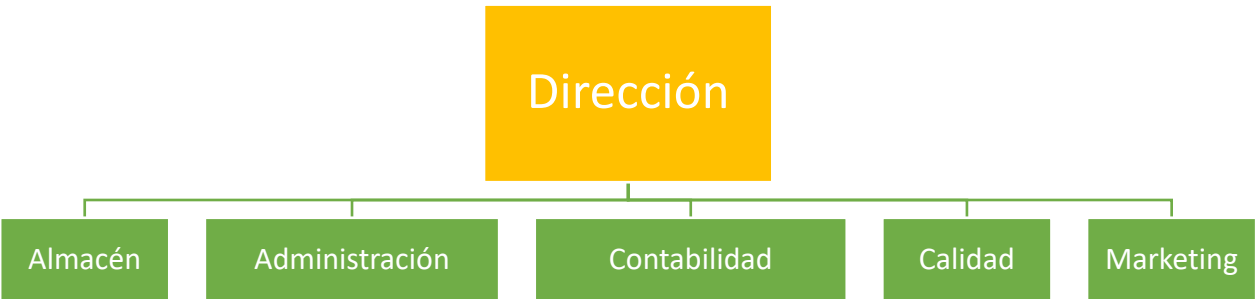 Dirección
Almacén
Administración
Contabilidad
Calidad
Marketing